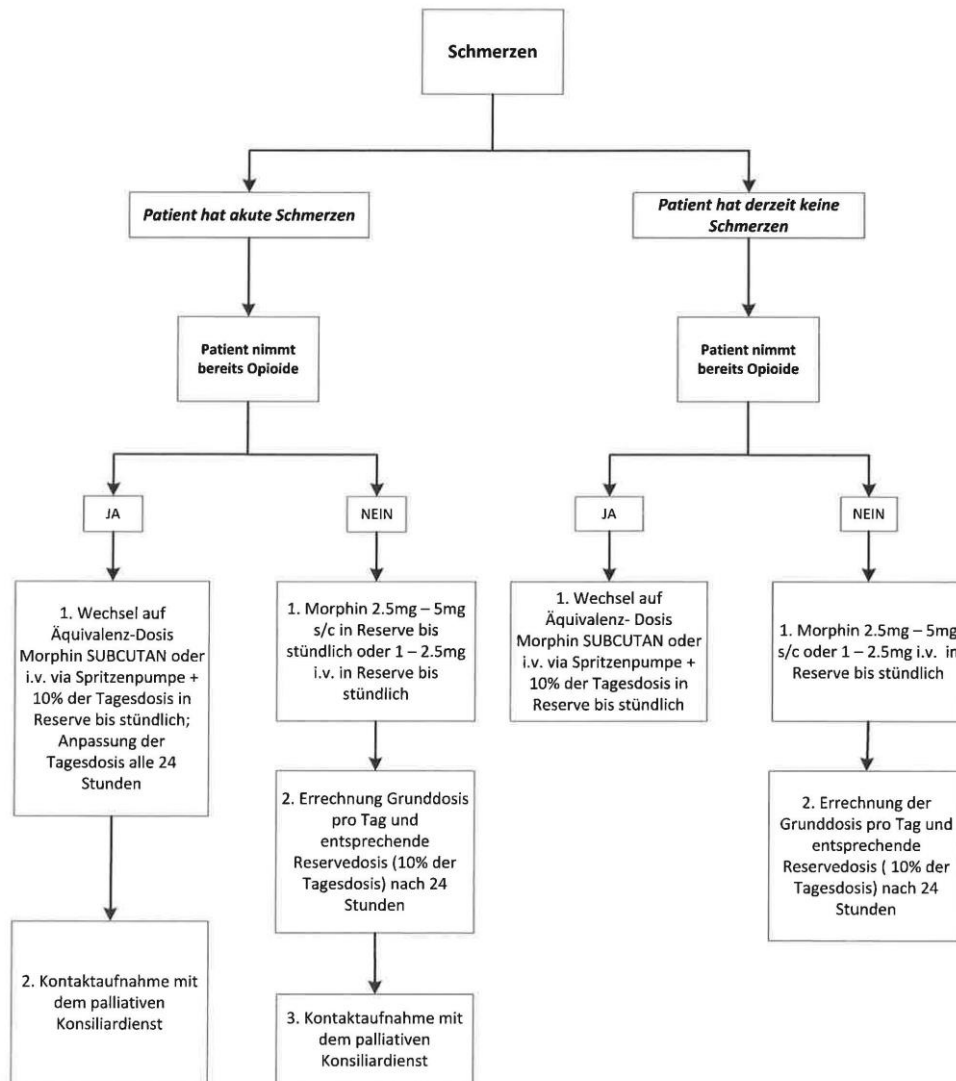 Schmerzen
Patient hat akute Schmerzen
Patient hat derzeit keine
Schmerzen
Patient nimmt
bereits Opioide
Patient nimmt
bereits Opioide
JA
NEIN
JA
NEIN
1. Wechsel auf
Äquivalenz-Dosis
Morphin SUBCUTAN oder
i.v. via Spritzenpumpe +
10% der Tagesdosis in
Reserve bis stündlich;
Anpassung der
Tagesdosis alle 24
Stunden
1. Morphin 2.5mg – 5mg
s/c in Reserve bis
stündlich oder 1 – 2.5mg
i.v. in Reserve bis
stündlich
1. Wechsel auf
Äquivalenz- Dosis
Morphin SUBCUTAN oder
i.v. via Spritzenpumpe +
10% der Tagesdosis in
Reserve bis stündlich
1. Morphin 2.5mg – 5mg
s/c oder 1 – 2.5mg i.v. in
Reserve bis stündlich
2. Errechnung Grunddosis
pro Tag und
entsprechende
Reservedosis (10% der
Tagesdosis) nach 24
Stunden
2. Errechnung der
Grunddosis pro Tag und
entsprechende
Reservedosis ( 10% der
Tagesdosis) nach 24
Stunden
2. Kontaktaufnahme mit
dem palliativen
Konsiliardienst
3. Kontaktaufnahme mit
dem palliativen
Konsiliardienst